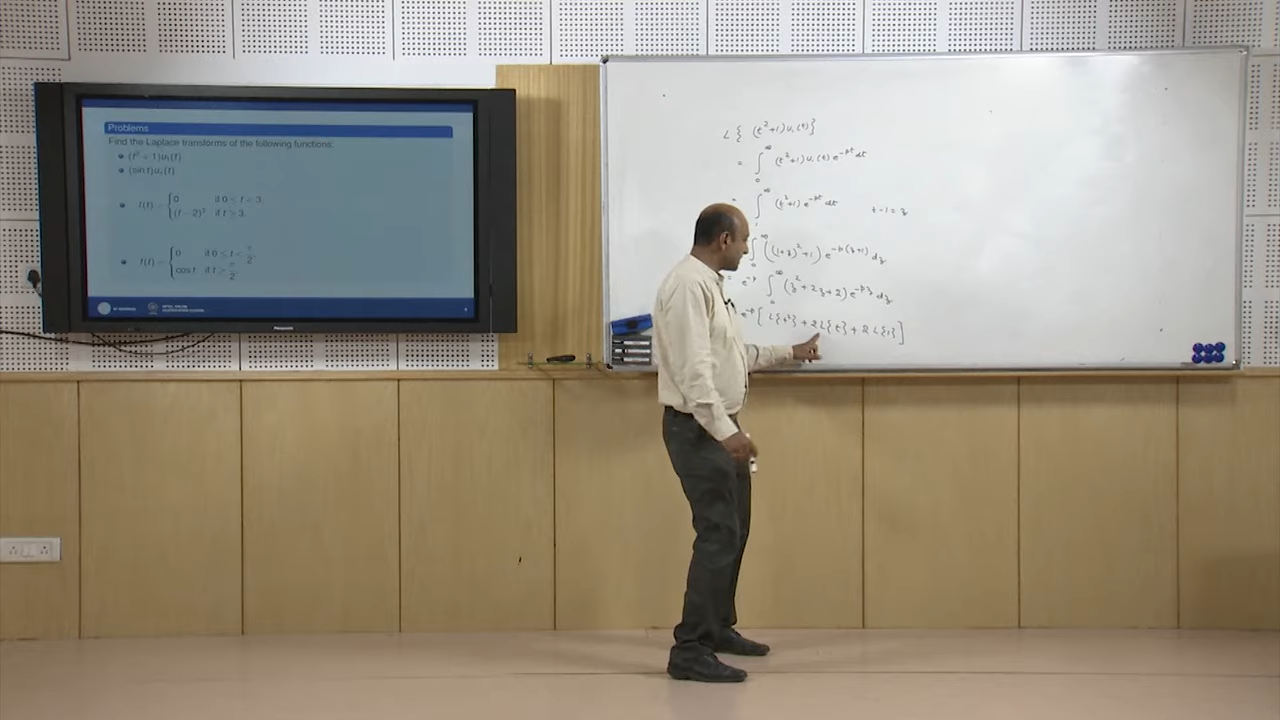 Problems
Find the Laplace transforms of the following functions:
(t² + 1)u₁(t)
(sin t)uπ(t)
f(t) = { 0 if 0 ≤ t < 3,
(t − 2)³ if t ≥ 3.
f(t) = { 0 if 0 ≤ t < π/2,
cos t if t ≥ π/2.
Panasonic
L{ (t²+1)u₁(t)}
= ∫₀^∞ (t²+1)u₁(t) e^{-pt} dt
= ∫₁^∞ (t²+1) e^{-pt} dt t-1=z
∫₀^∞ ((1+z)²+1) e^{-p(z+1)} dz
= e^{-p} ∫₀^∞ (z²+2z+2) e^{-pz} dz
e^{-p} [ L{t²} + 2L{t} + 2L{1} ]